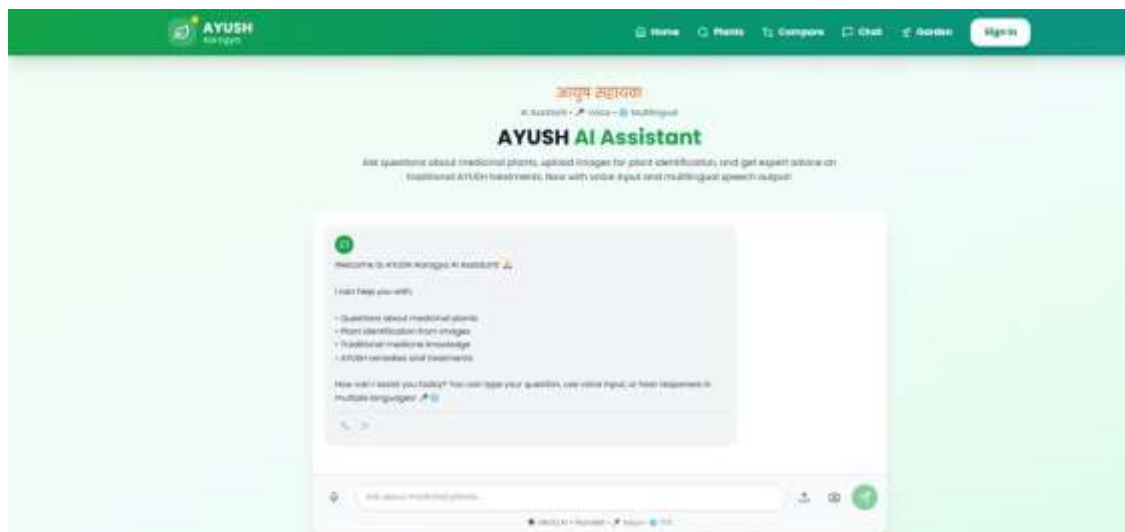 AYUSH
Aarogya
Home
Plants
Compare
Chat
Garden
Sign In
आयुष सहायक
AI Assistant • Voice • Multilingual
AYUSH AI Assistant
Ask questions about medicinal plants, upload images for plant identification, and get expert advice on
traditional AYUSH treatments. Now with voice input and multilingual speech output!
Welcome to AYUSH Aarogya AI Assistant! 🙏
I can help you with:
• Questions about medicinal plants
• Plant identification from images
• Traditional medicine knowledge
• AYUSH remedies and treatments
How can I assist you today? You can type your question, use voice input, or hear responses in
multiple languages! 🎤🌐
Ask about medicinal plants...